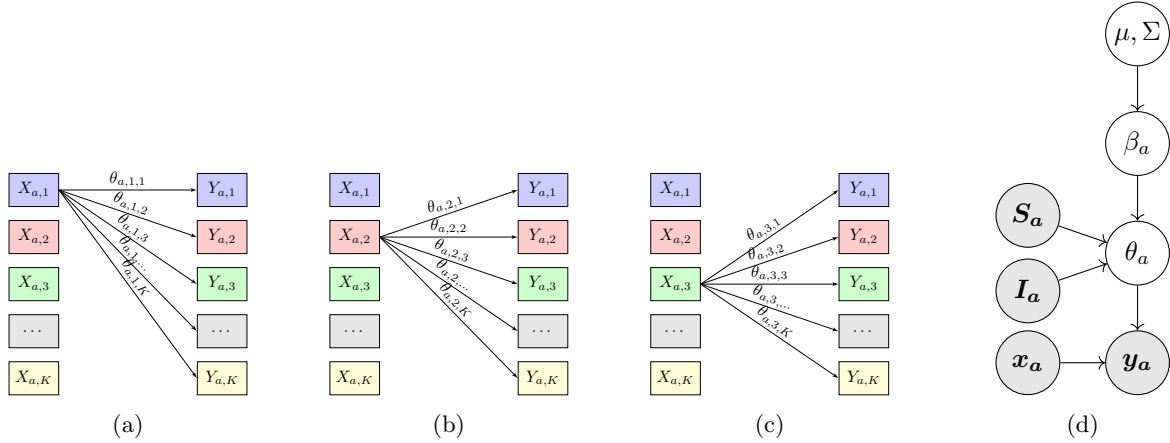 X_{a,1}
X_{a,2}
X_{a,3}
...
X_{a,K}
θ_{a,1,1}
θ_{a,1,2}
θ_{a,1,3}
θ_{a,1,...}
θ_{a,1,K}
Y_{a,1}
Y_{a,2}
Y_{a,3}
...
Y_{a,K}
(a)
X_{a,1}
X_{a,2}
X_{a,3}
...
X_{a,K}
θ_{a,2,1}
θ_{a,2,2}
θ_{a,2,3}
θ_{a,2,...}
θ_{a,2,K}
Y_{a,1}
Y_{a,2}
Y_{a,3}
...
Y_{a,K}
(b)
X_{a,1}
X_{a,2}
X_{a,3}
...
X_{a,K}
θ_{a,3,1}
θ_{a,3,2}
θ_{a,3,3}
θ_{a,3,...}
θ_{a,3,K}
Y_{a,1}
Y_{a,2}
Y_{a,3}
...
Y_{a,K}
(c)
μ, Σ
β_a
S_a
θ_a
I_a
x_a
y_a
(d)